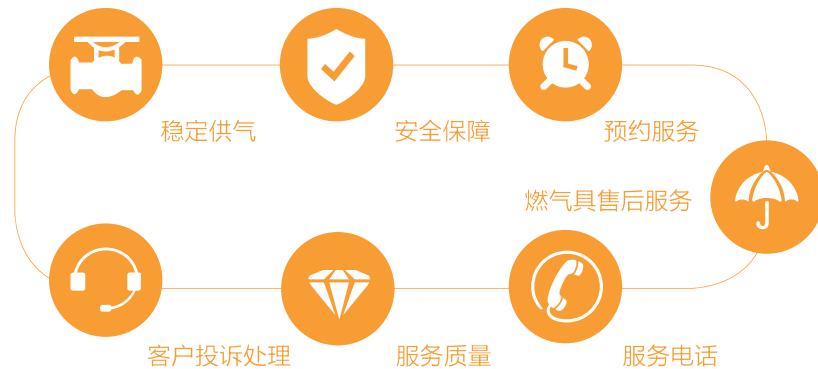 稳定供气
安全保障
预约服务
燃气具售后服务
客户投诉处理
服务质量
服务电话